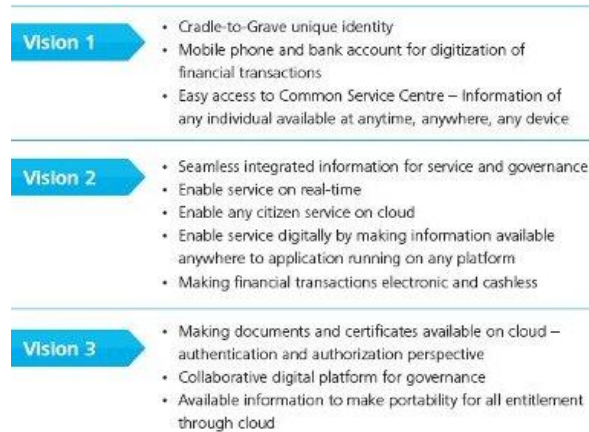 Vision 1
• Cradle-to-Grave unique identity
• Mobile phone and bank account for digitization of
financial transactions
• Easy access to Common Service Centre – Information of
any individual available at anytime, anywhere, any device
Vision 2
• Seamless integrated information for service and governance
• Enable service on real-time
• Enable any citizen service on cloud
• Enable service digitally by making information available
anywhere to application running on any platform
• Making financial transactions electronic and cashless
Vision 3
• Making documents and certificates available on cloud –
authentication and authorization perspective
• Collaborative digital platform for governance
• Available information to make portability for all entitlement
through cloud